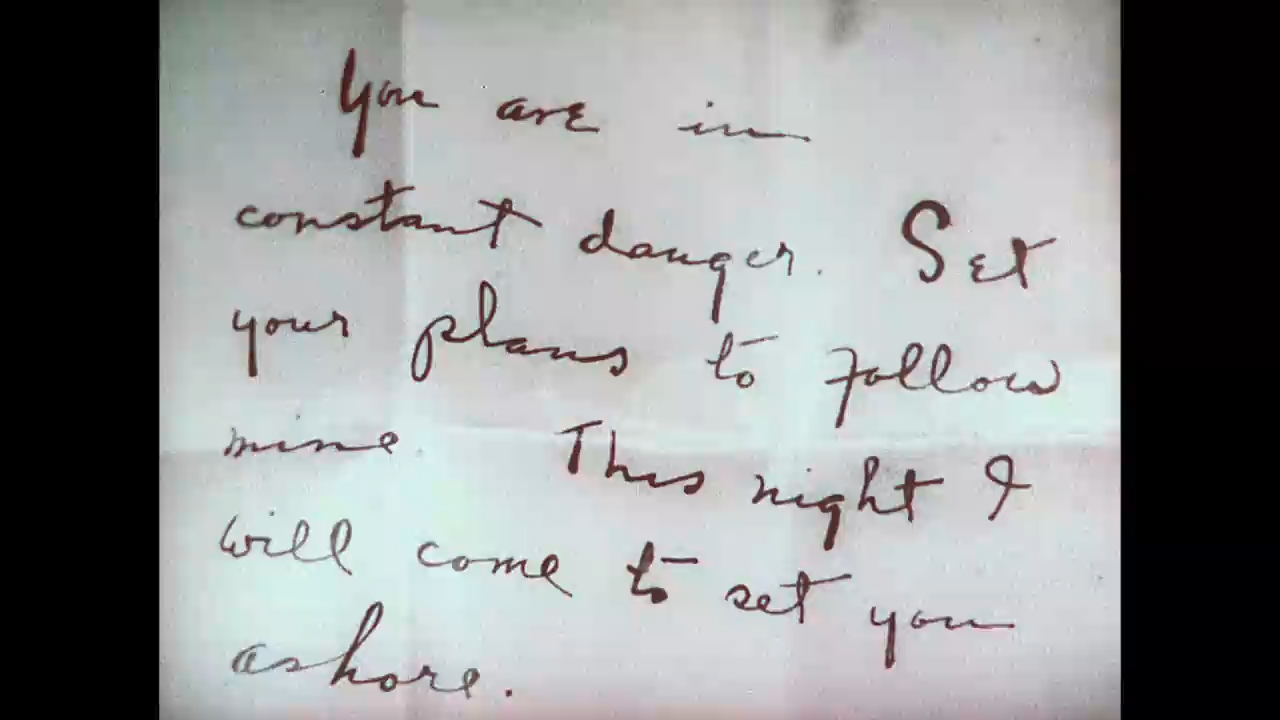 You are in
constant danger. Set
your plans to follow
mine. This night I
will come to set you
ashore.